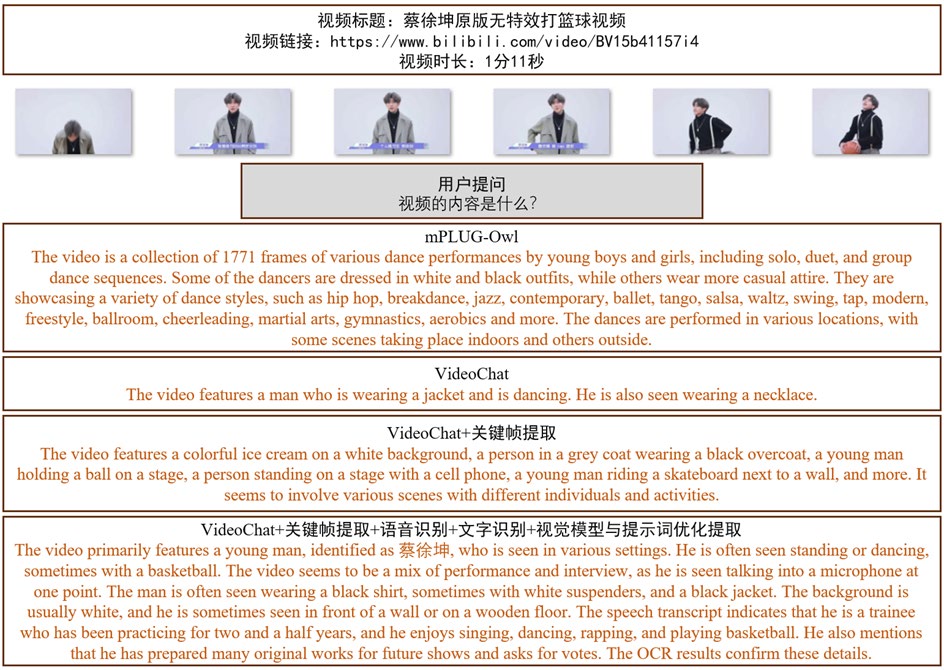 视频标题：蔡徐坤原版无特效打篮球视频
视频链接：https://www.bilibili.com/video/BV15b41157i4
视频时长：1分11秒
用户提问
视频的内容是什么？
mPLUG-Owl
The video is a collection of 1771 frames of various dance performances by young boys and girls, including solo, duet, and group
dance sequences. Some of the dancers are dressed in white and black outfits, while others wear more casual attire. They are
showcasing a variety of dance styles, such as hip hop, breakdance, jazz, contemporary, ballet, tango, salsa, waltz, swing, tap, modern,
freestyle, ballroom, cheerleading, martial arts, gymnastics, aerobics and more. The dances are performed in various locations, with
some scenes taking place indoors and others outside.
VideoChat
The video features a man who is wearing a jacket and is dancing. He is also seen wearing a necklace.
VideoChat+关键帧提取
The video features a colorful ice cream on a white background, a person in a grey coat wearing a black overcoat, a young man
holding a ball on a stage, a person standing on a stage with a cell phone, a young man riding a skateboard next to a wall, and more. It
seems to involve various scenes with different individuals and activities.
VideoChat+关键帧提取+语音识别+文字识别+视觉模型与提示词优化提取
The video primarily features a young man, identified as 蔡徐坤, who is seen in various settings. He is often seen standing or dancing,
sometimes with a basketball. The video seems to be a mix of performance and interview, as he is seen talking into a microphone at
one point. The man is often seen wearing a black shirt, sometimes with white suspenders, and a black jacket. The background is
usually white, and he is sometimes seen in front of a wall or on a wooden floor. The speech transcript indicates that he is a trainee
who has been practicing for two and a half years, and he enjoys singing, dancing, rapping, and playing basketball. He also mentions
that he has prepared many original works for future shows and asks for votes. The OCR results confirm these details.